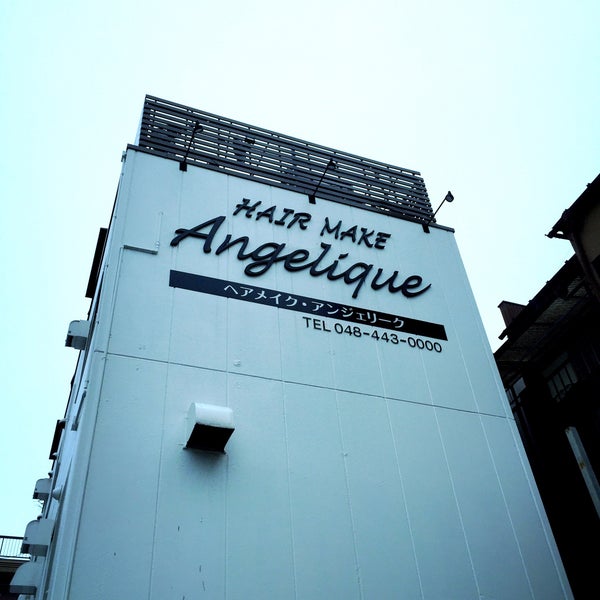 HAIR MAKE
Angelique
ヘアメイク・アンジェリーク
TEL 048-443-0000